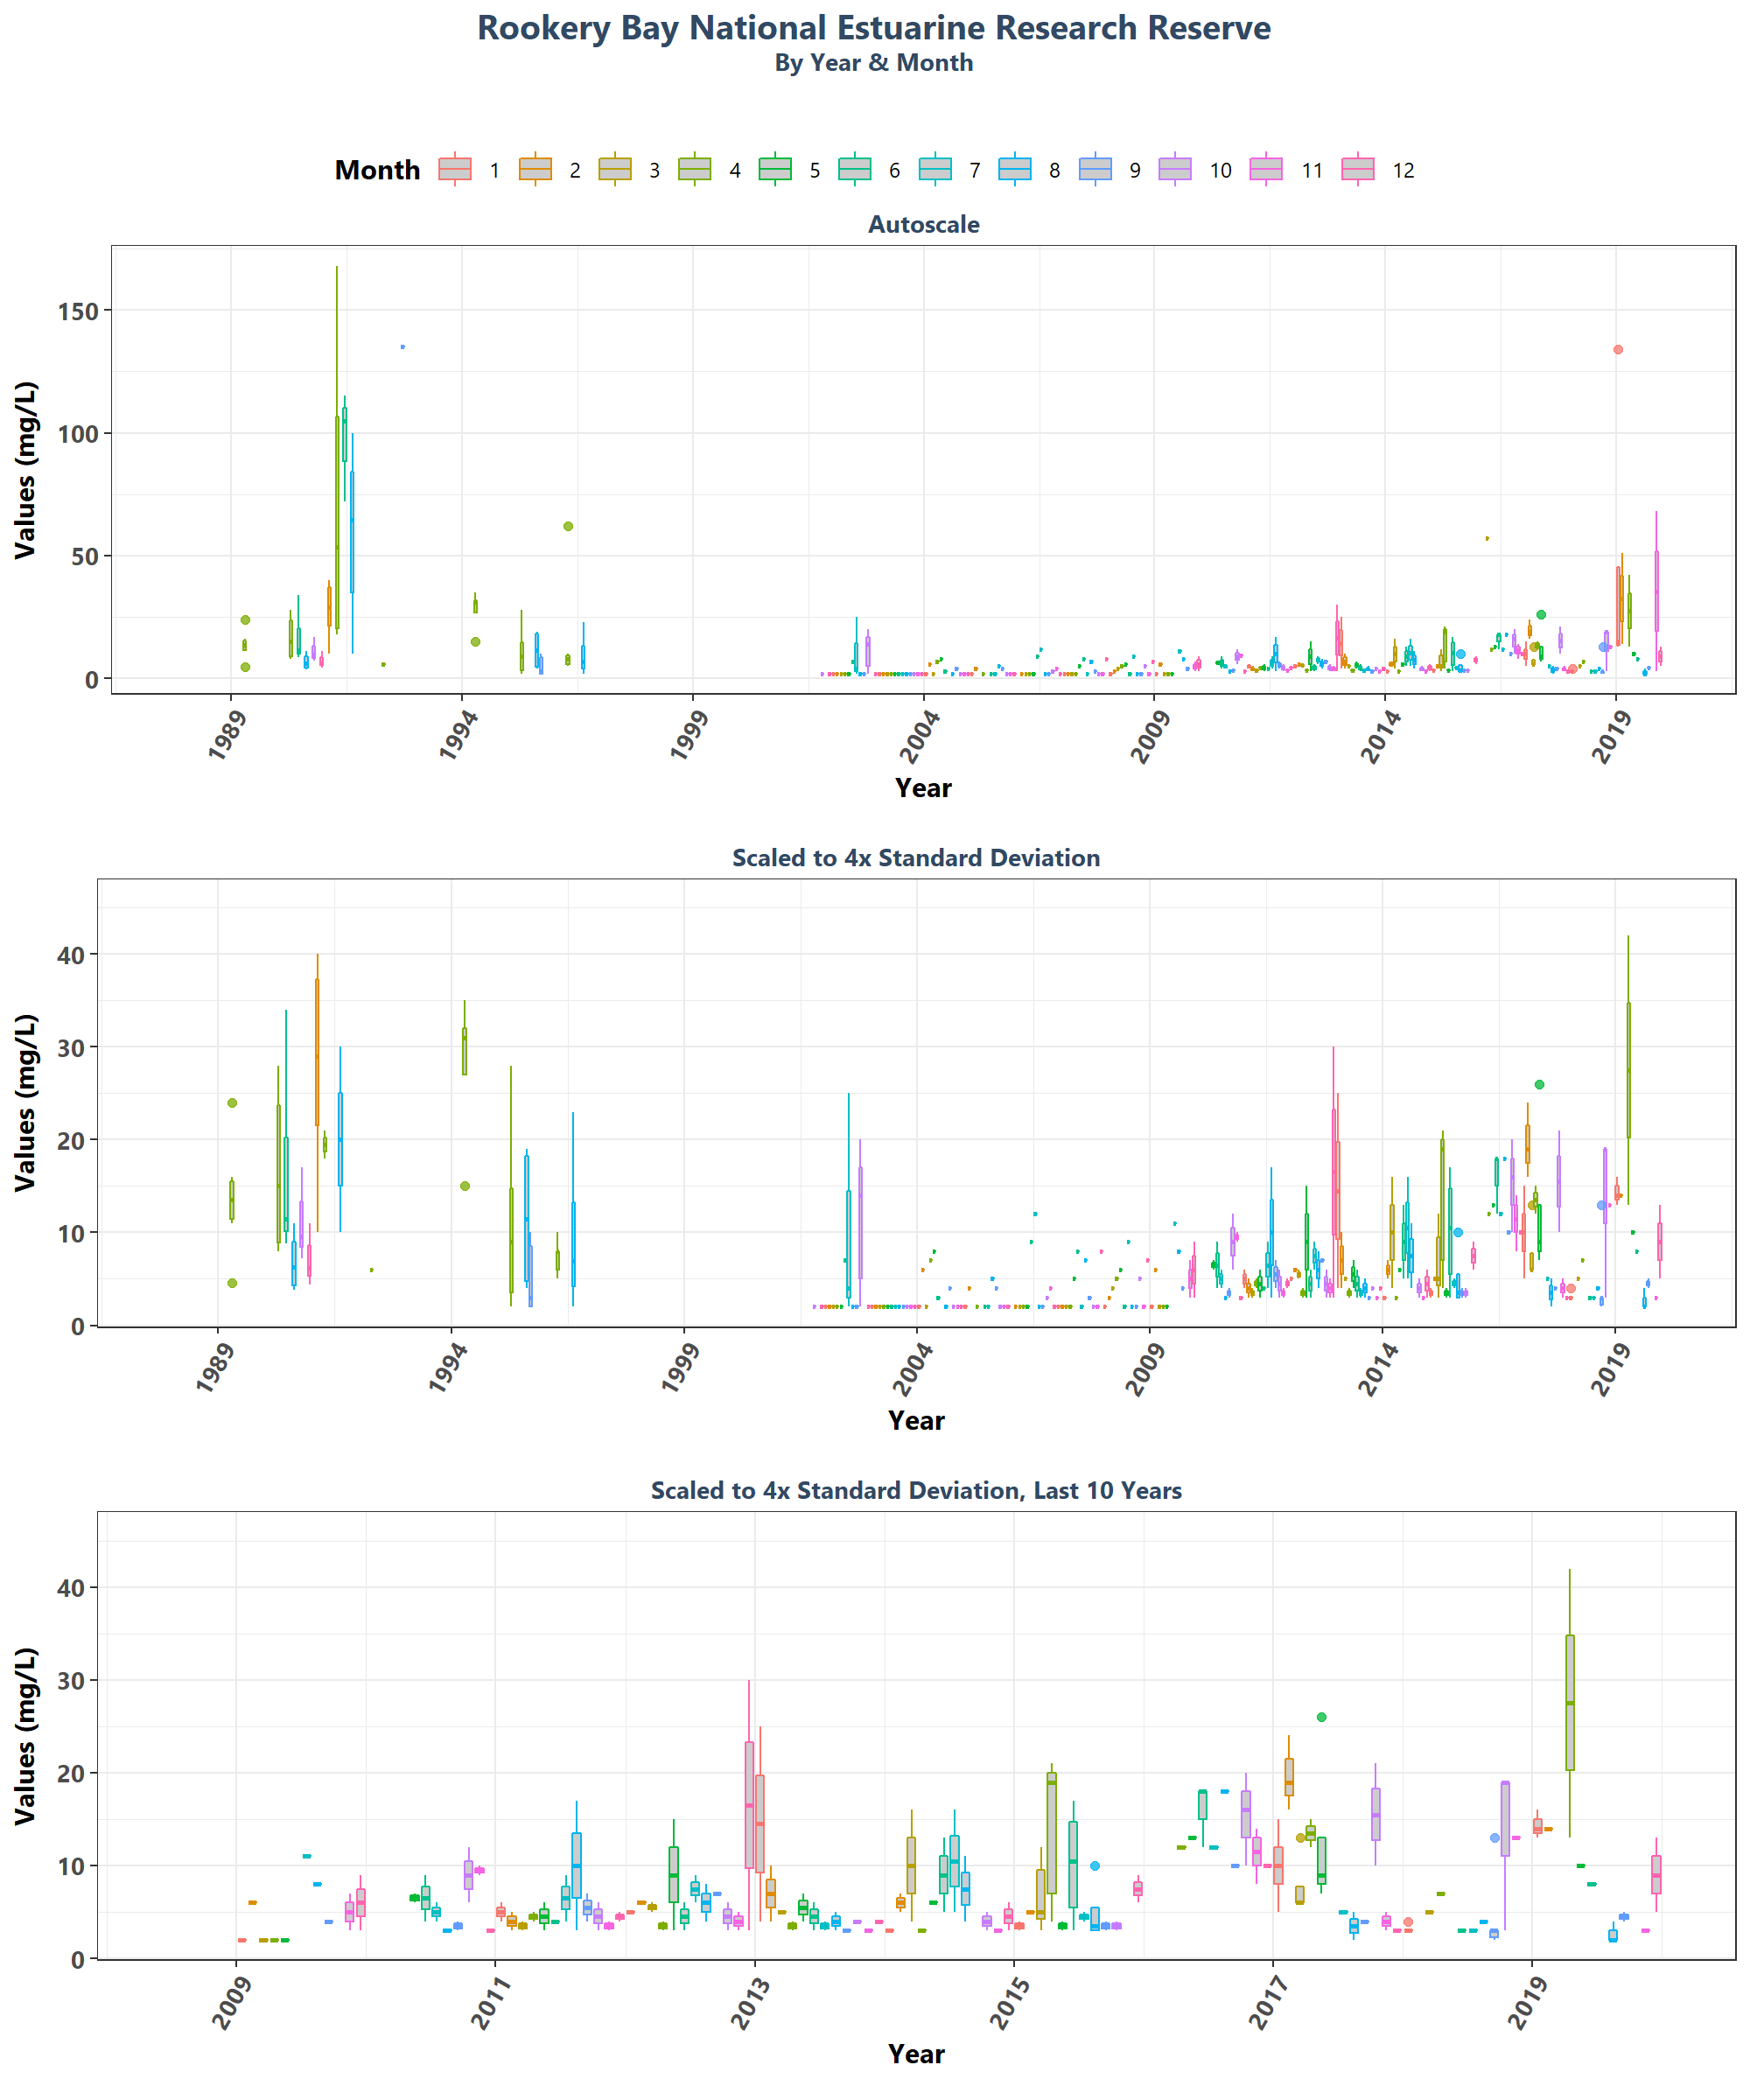 Rookery Bay National Estuarine Research Reserve
By Year & Month
Month 1 2 3 4 5 6 7 8 9 10 11 12
Autoscale
Values (mg/L)
150
100
50
0
1989 1994 1999 2004 2009 2014 2019
Year
Scaled to 4x Standard Deviation
Values (mg/L)
40
30
20
10
0
1989 1994 1999 2004 2009 2014 2019
Year
Scaled to 4x Standard Deviation, Last 10 Years
Values (mg/L)
40
30
20
10
0
2009 2011 2013 2015 2017 2019
Year